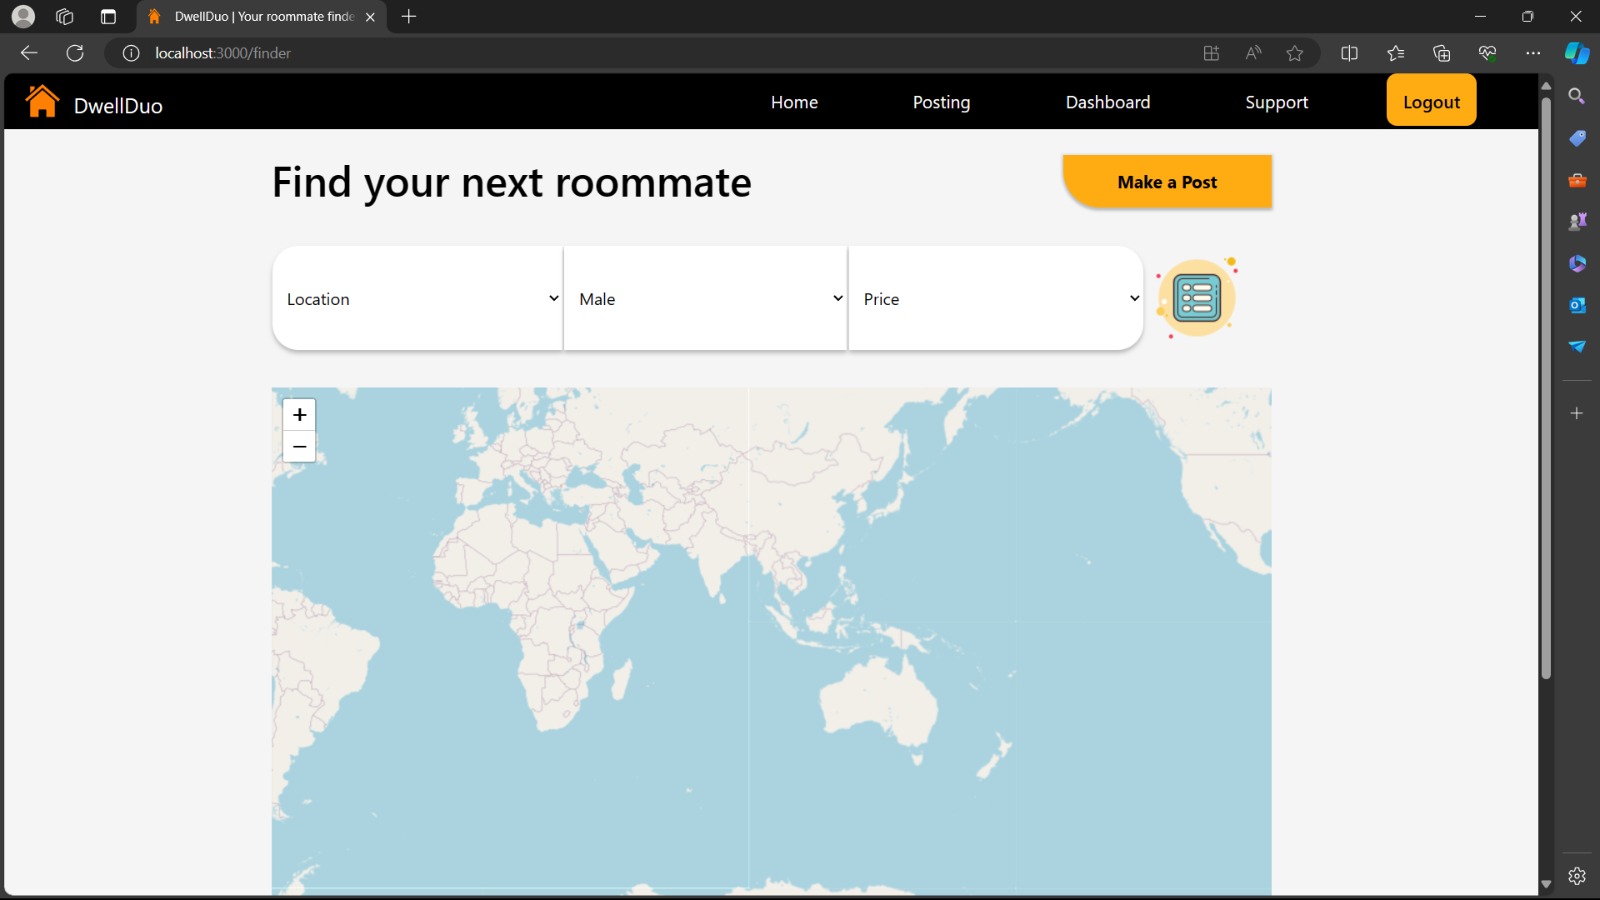 DwellDuo | Your roommate finde
localhost:3000/finder
DwellDuo
Home
Posting
Dashboard
Support
Logout
Find your next roommate
Make a Post
Location
Male
Price
+
−